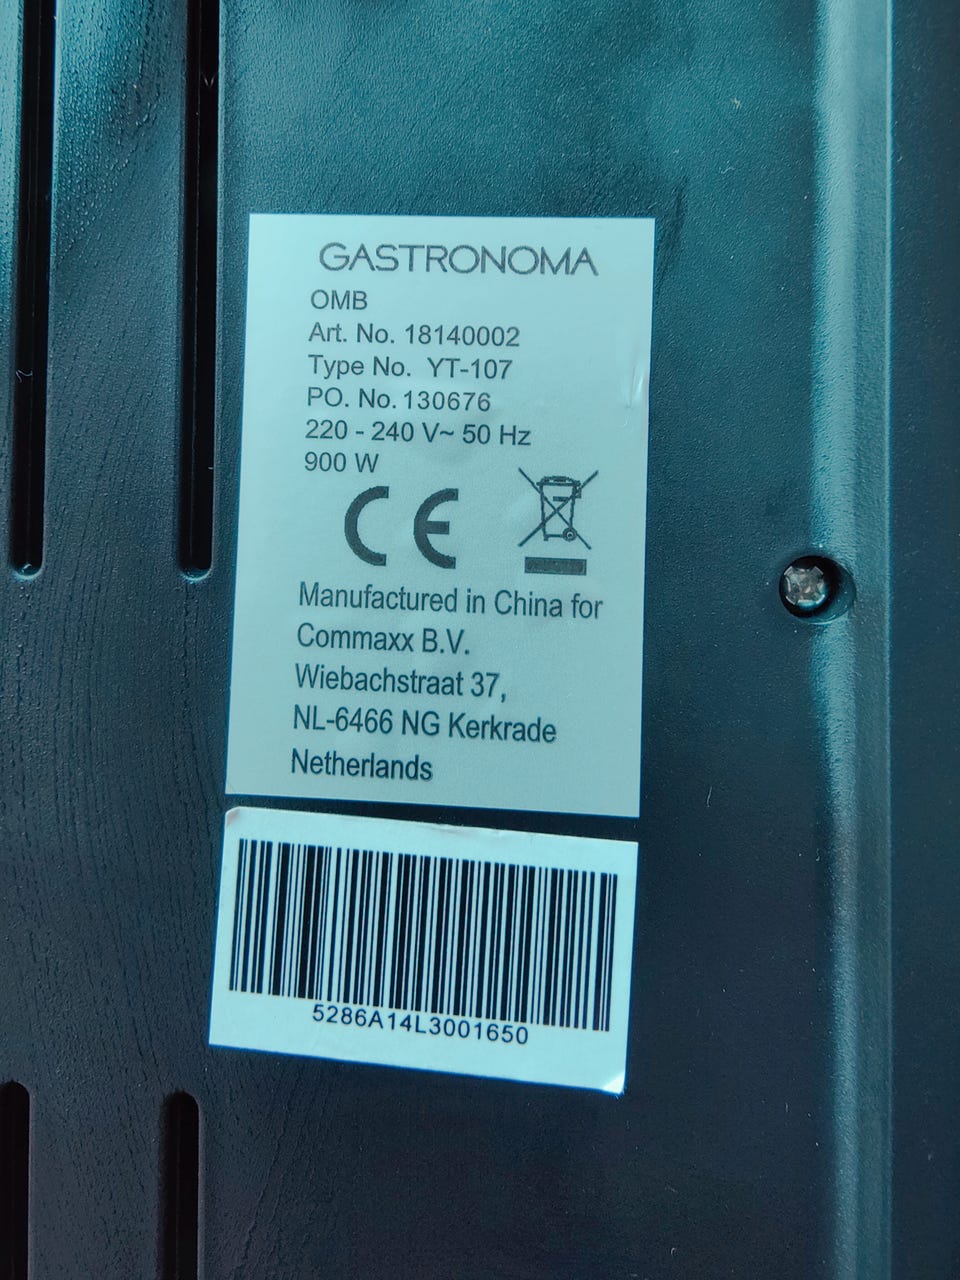 GASTRONOMA
OMB
Art. No. 18140002
Type No. YT-107
PO. No. 130676
220 - 240 V~ 50 Hz
900 W
CE
Manufactured in China for
Commaxx B.V.
Wiebachstraat 37,
NL-6466 NG Kerkrade
Netherlands
5286A14L3001650